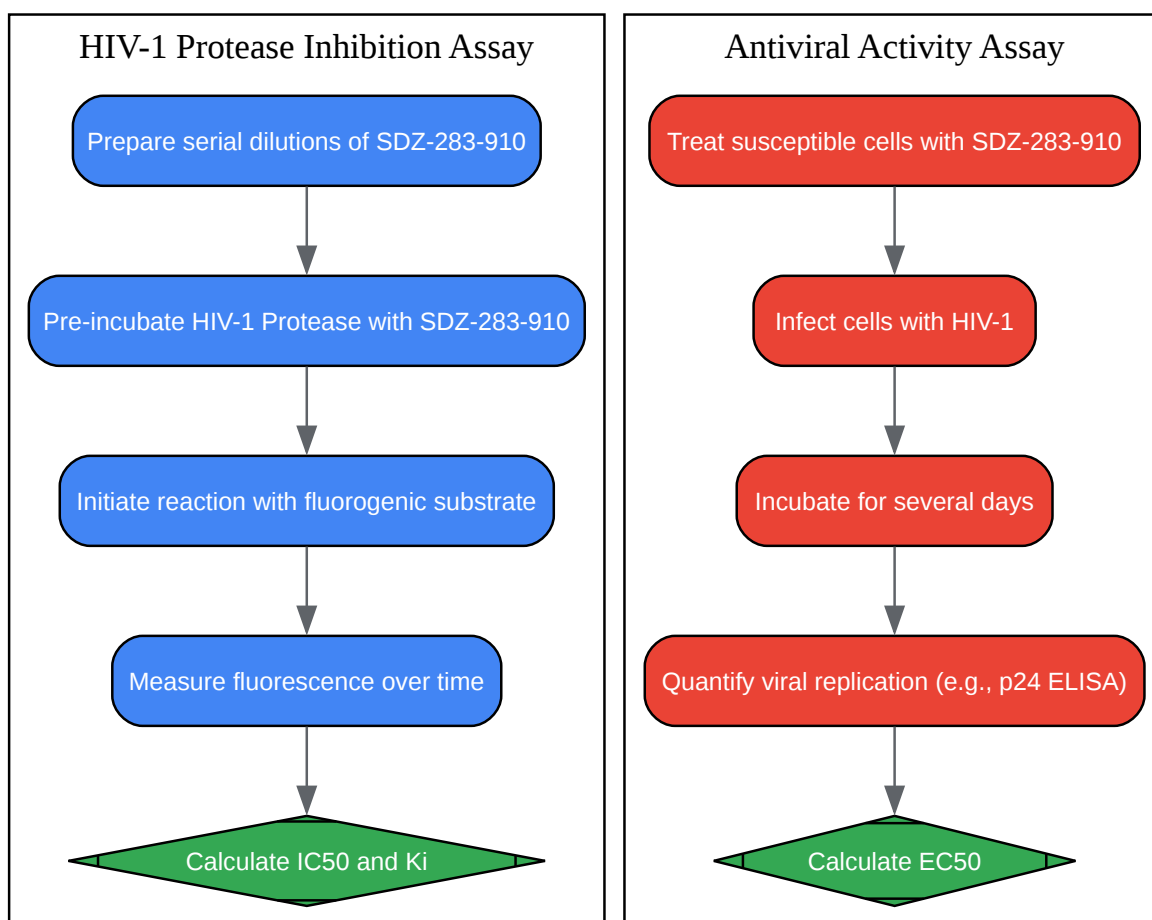 HIV-1 Protease Inhibition Assay
Prepare serial dilutions of SDZ-283-910
Pre-incubate HIV-1 Protease with SDZ-283-910
Initiate reaction with fluorogenic substrate
Measure fluorescence over time
Calculate IC50 and Ki
Antiviral Activity Assay
Treat susceptible cells with SDZ-283-910
Infect cells with HIV-1
Incubate for several days
Quantify viral replication (e.g., p24 ELISA)
Calculate EC50